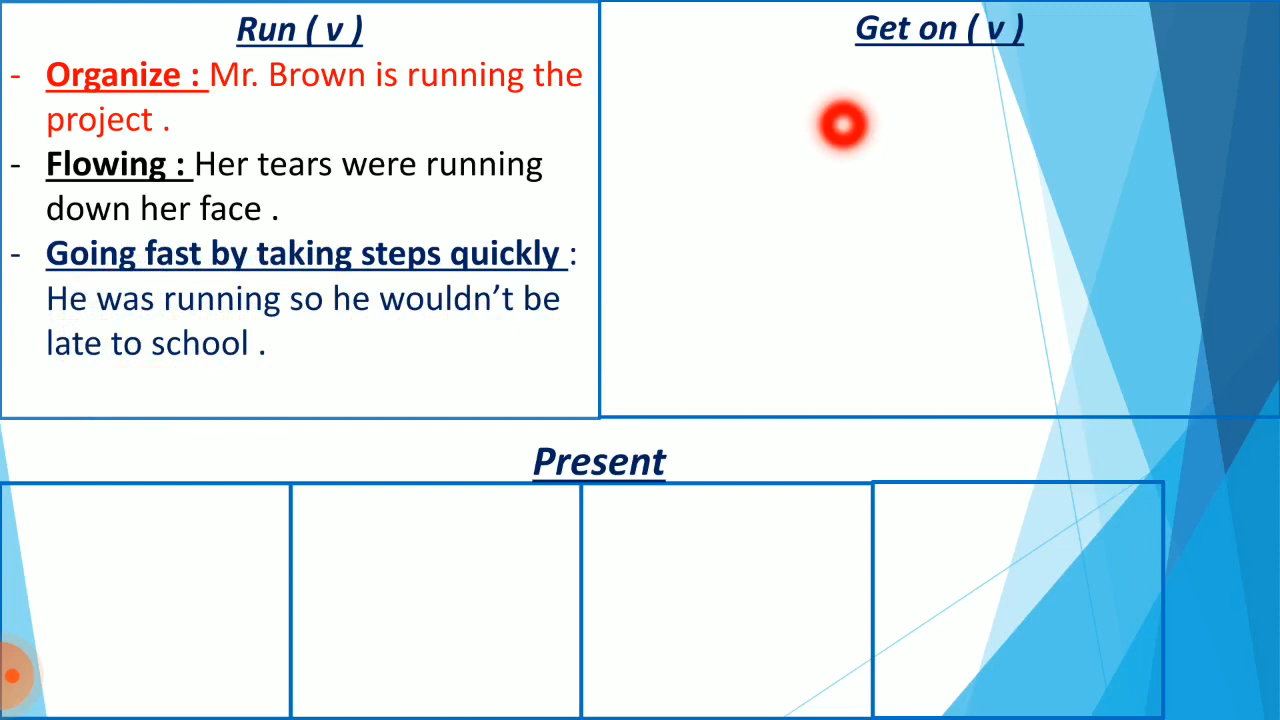 Run ( v )
- Organize : Mr. Brown is running the
project .
- Flowing : Her tears were running
down her face .
- Going fast by taking steps quickly :
He was running so he wouldn’t be
late to school .
Get on ( v )
Present